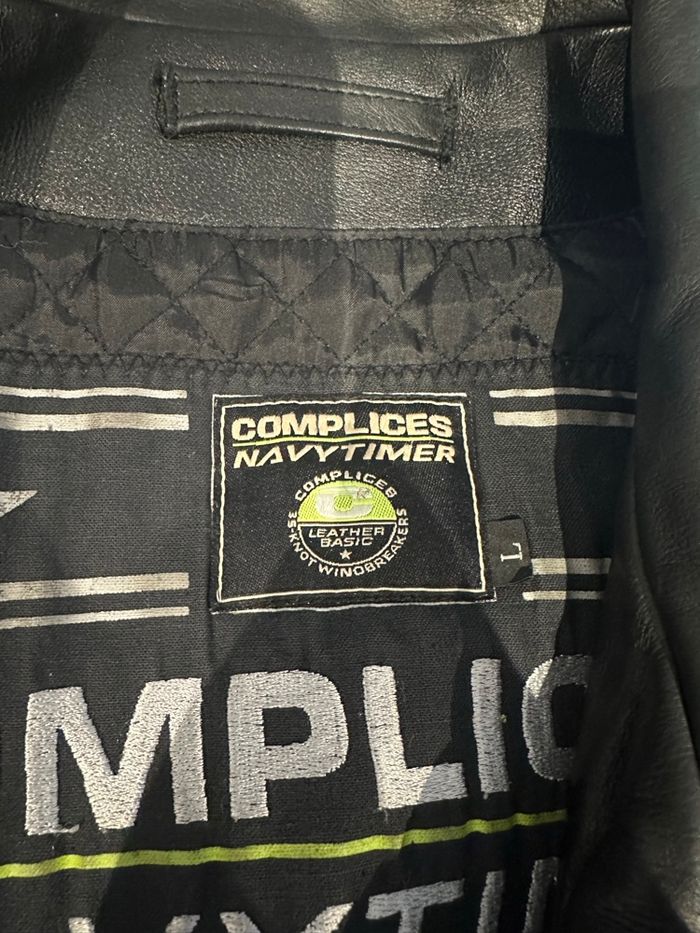 COMPLICES
NAVYTIMER
COMPLICES
C
LEATHER
BASIC
35-KNOT WINDBREAKERS
L
MPLIC